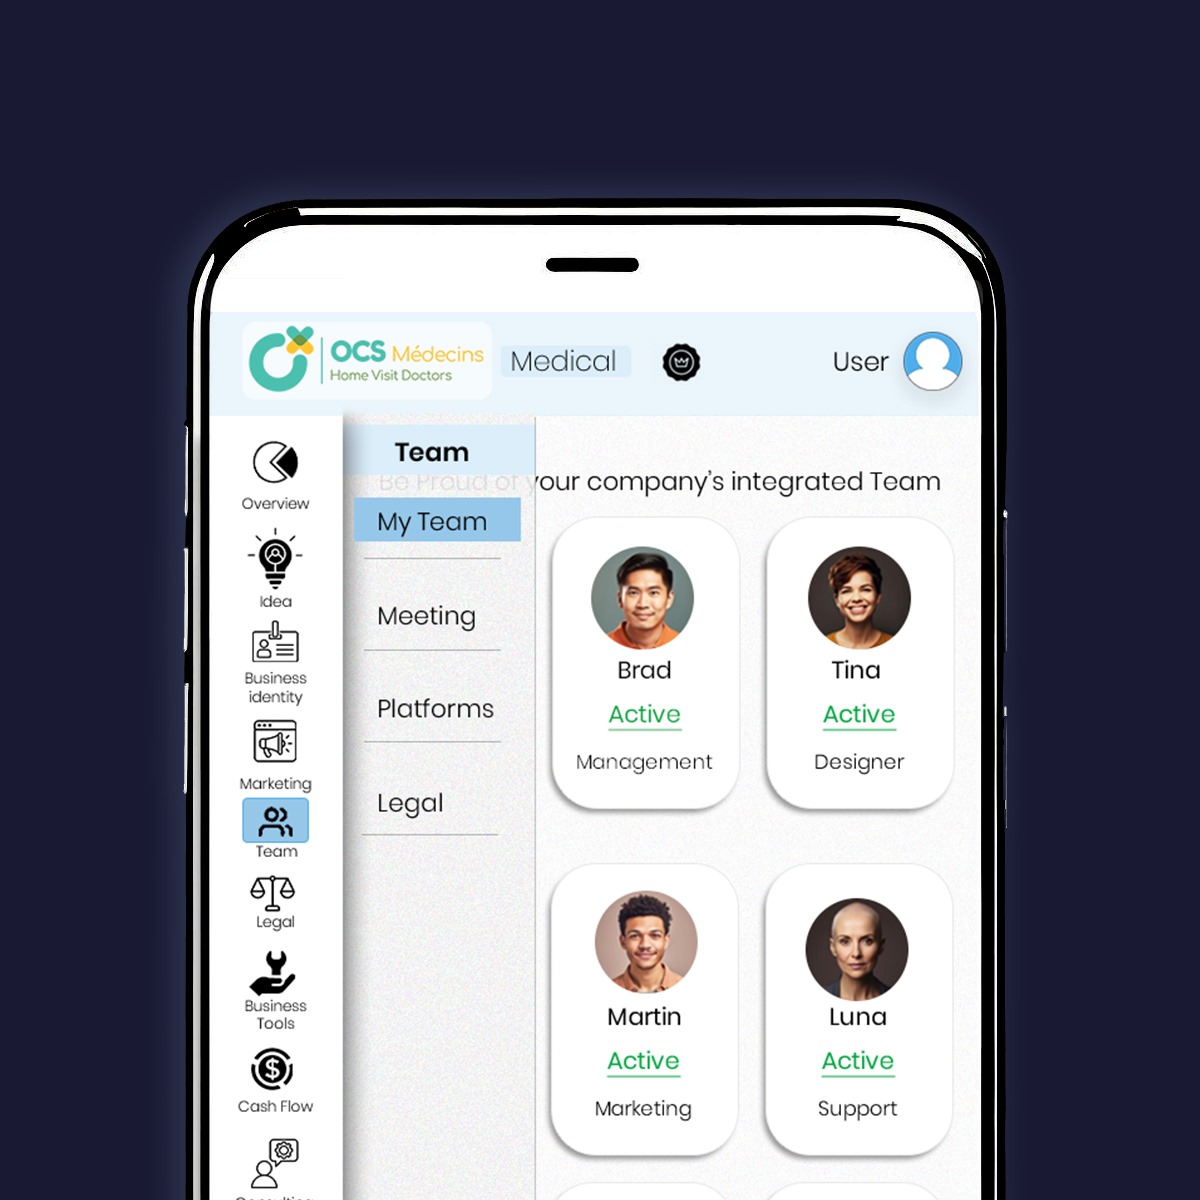 OCS Médecins
Home Visit Doctors
Medical
User
Overview
Idea
Business
identity
Marketing
Team
Legal
Business
Tools
Cash Flow
Consulting
Team
Be Proud of your company's integrated Team
My Team
Meeting
Platforms
Legal
Brad
Active
Management
Tina
Active
Designer
Martin
Active
Marketing
Luna
Active
Support